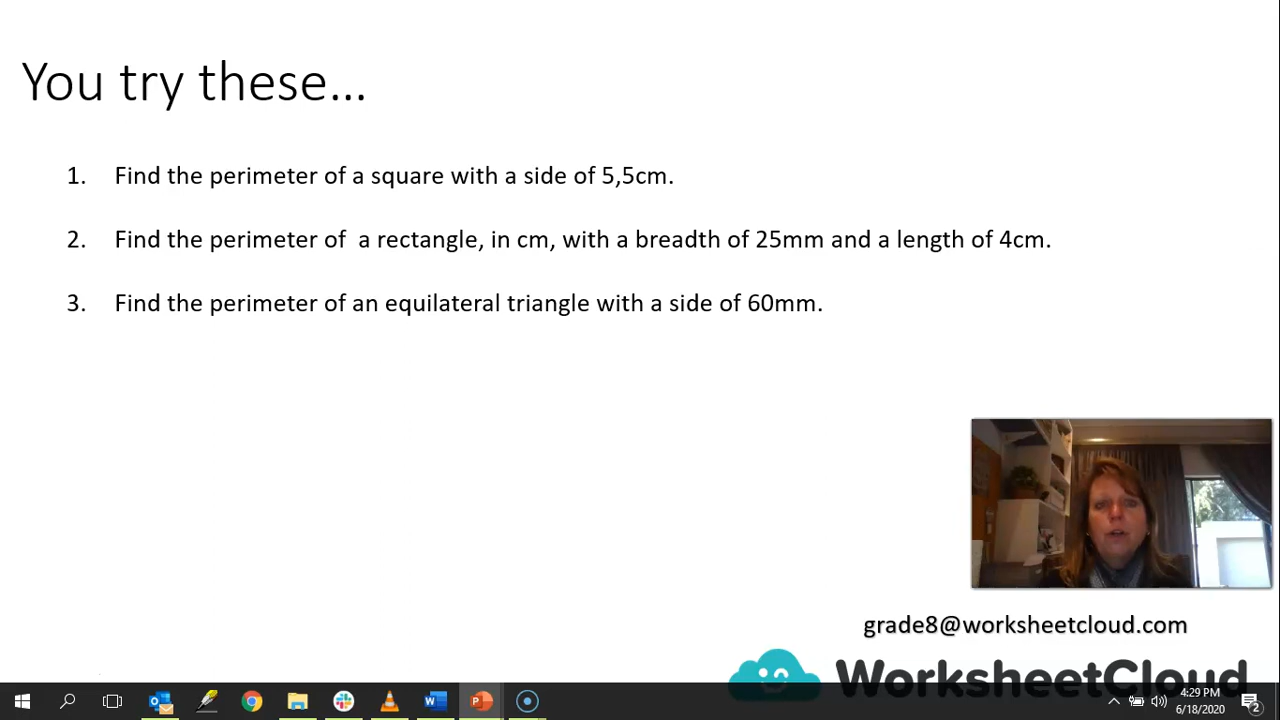 You try these...
1. Find the perimeter of a square with a side of 5,5cm.
2. Find the perimeter of a rectangle, in cm, with a breadth of 25mm and a length of 4cm.
3. Find the perimeter of an equilateral triangle with a side of 60mm.
grade8@worksheetcloud.com
WorksheetCloud
4:29 PM
6/18/2020
2